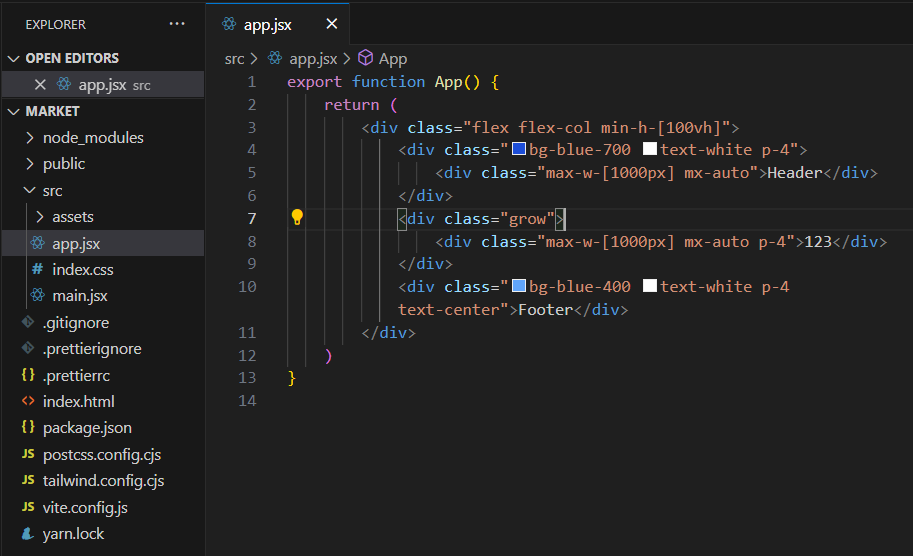 EXPLORER
OPEN EDITORS
app.jsx src
MARKET
node_modules
public
src
assets
app.jsx
index.css
main.jsx
.gitignore
.prettierignore
.prettierrc
index.html
package.json
postcss.config.cjs
tailwind.config.cjs
vite.config.js
yarn.lock
app.jsx
src > app.jsx > App
1 export function App() {
2 return (
3 <div class="flex flex-col min-h-[100vh]">
4 <div class="bg-blue-700 text-white p-4">
5 <div class="max-w-[1000px] mx-auto">Header</div>
6 </div>
7 <div class="grow">
8 <div class="max-w-[1000px] mx-auto p-4">123</div>
9 </div>
10 <div class="bg-blue-400 text-white p-4
text-center">Footer</div>
11 </div>
12 )
13 }
14